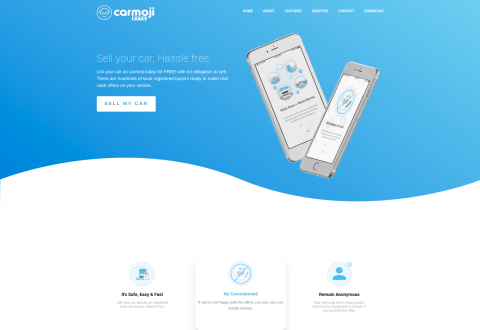 carmoji
BETA
HOME ABOUT FEATURES SERVICES CONTACT DOWNLOAD
Sell your car, Hassle free.
List your car on carmoji today for FREE with no obligation to sell.
There are hundreds of local registered buyers ready to make real
cash offers on your vehicle.
SELL MY CAR
It's Safe, Easy & Fast
No Commitment!
If you're not happy with the offer you see, you can
simply decline.
Remain Anonymous